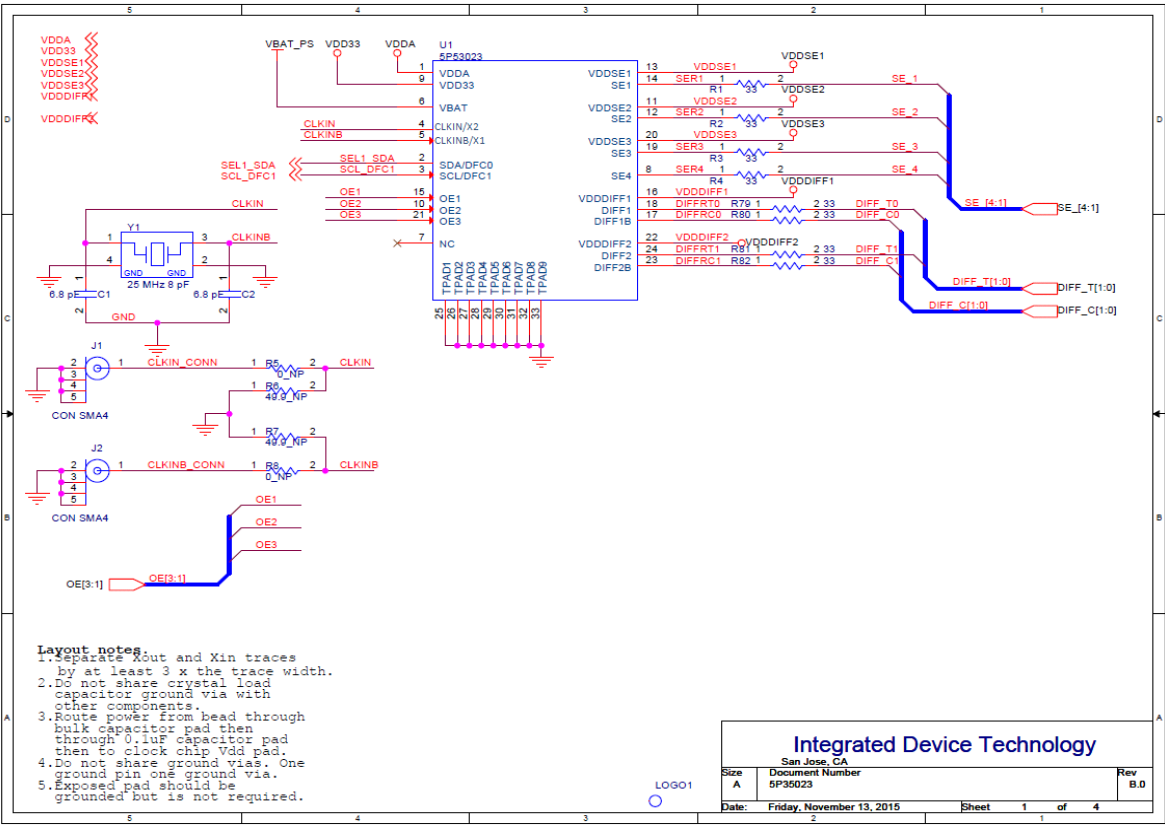 5 4 3 2 1
D
C
B
A
VDDA
VDD33
VDDSE1
VDDSE2
VDDSE3
VDDDIFF1
VDDDIFF2
VBAT_PS VDD33 VDDA
U1
5P53023
1 VDDA
9 VDD33
6 VBAT
CLKIN 4 CLKIN/X2
CLKINB 5 CLKINB/X1
SEL1_SDA SEL1_SDA 2 SDA/DFC0
SCL_DFC1 SCL_DFC1 3 SCL/DFC1
OE1 15 OE1
OE2 10 OE2
OE3 21 OE3
7 NC
TPAD1 TPAD2 TPAD3 TPAD4 TPAD5 TPAD6 TPAD7 TPAD8 TPAD9
25 26 27 28 29 30 31 32 33
VDDSE1 13 VDDSE1 VDDSE1
SE1 14 SER1 1 R1 33 2 SE_1
VDDSE2 11 VDDSE2 VDDSE2
SE2 12 SER2 1 R2 33 2 SE_2
VDDSE3 20 VDDSE3 VDDSE3
SE3 19 SER3 1 R3 33 2 SE_3
SE4 8 SER4 1 R4 33 2 SE_4
VDDDIFF1 16 VDDDIFF1 VDDDIFF1
DIFF1 18 DIFFRT0 R79 1 2 33 DIFF_T0
DIFF1B 17 DIFFRC0 R80 1 2 33 DIFF_C0
VDDDIFF2 22 VDDDIFF2 VDDDIFF2
DIFF2 24 DIFFRT1 R81 1 2 33 DIFF_T1
DIFF2B 23 DIFFRC1 R82 1 2 33 DIFF_C1
SE_[4:1] SE_[4:1]
DIFF_T[1:0] DIFF_T[1:0]
DIFF_C[1:0] DIFF_C[1:0]
CLKIN
Y1
1 3 CLKINB
4 2
GND GND
25 MHz 8 pF
1 1
6.8 pF C1 6.8 pF C2
2 2
GND
J1
2 1 CLKIN_CONN 1 R5 2 CLKIN
3 0_NP
4 1 R6 2
5 49.9_NP
CON SMA4
1 R7 2
49.9_NP
J2
2 1 CLKINB_CONN 1 R8 2 CLKINB
3 0_NP
4
5
CON SMA4
OE1
OE2
OE3
OE[3:1] OE[3:1]
Layout notes.
1.Separate Xout and Xin traces
by at least 3 x the trace width.
2.Do not share crystal load
capacitor ground via with
other components.
3.Route power from bead through
bulk capacitor pad then
through 0.1uF capacitor pad
then to clock chip Vdd pad.
4.Do not share ground vias. One
ground pin one ground via.
5.Exposed pad should be
grounded but is not required.
LOGO1
Integrated Device Technology
San Jose, CA
Size Document Number Rev
A 5P35023 B.0
Date: Friday, November 13, 2015 Sheet 1 of 4
D
C
B
A
5 4 3 2 1